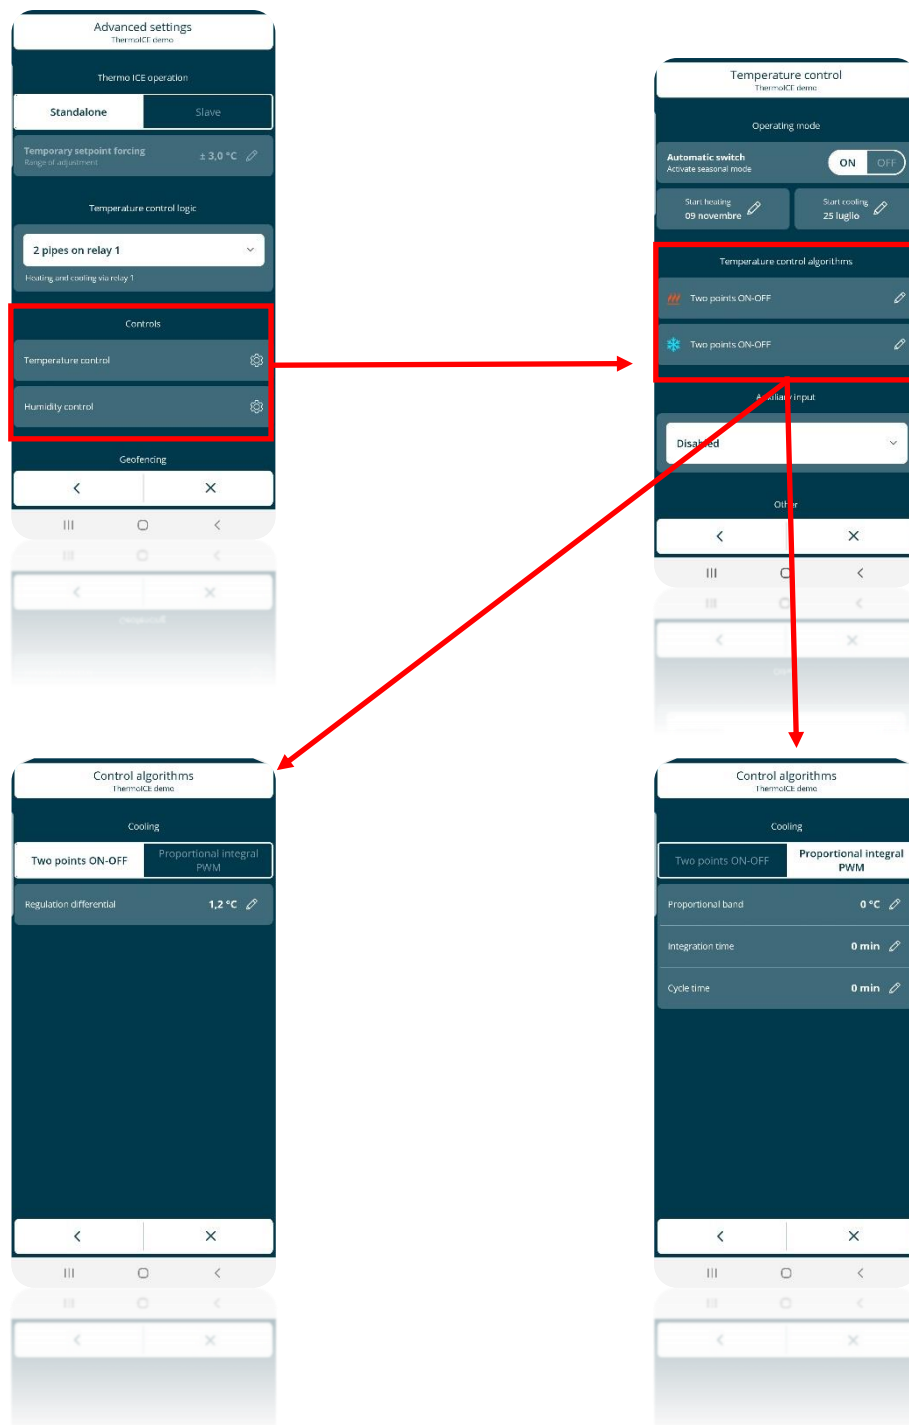 Advanced settings
ThermoICE demo
Thermo ICE operation
Standalone
Slave
Temporary setpoint forcing
Range of adjustment
± 3,0 °C
Temperature control logic
2 pipes on relay 1
Heating and cooling via relay 1
Controls
Temperature control
Humidity control
Geofencing
Temperature control
ThermoICE demo
Operating mode
Automatic switch
Activate seasonal mode
ON
OFF
Start heating
09 novembre
Start cooling
25 luglio
Temperature control algorithms
Two points ON-OFF
Two points ON-OFF
Auxiliary input
Disabled
Other
Control algorithms
ThermoICE demo
Cooling
Two points ON-OFF
Proportional integral
PWM
Regulation differential
1,2 °C
Control algorithms
ThermoICE demo
Cooling
Two points ON-OFF
Proportional integral
PWM
Proportional band
0 °C
Integration time
0 min
Cycle time
0 min